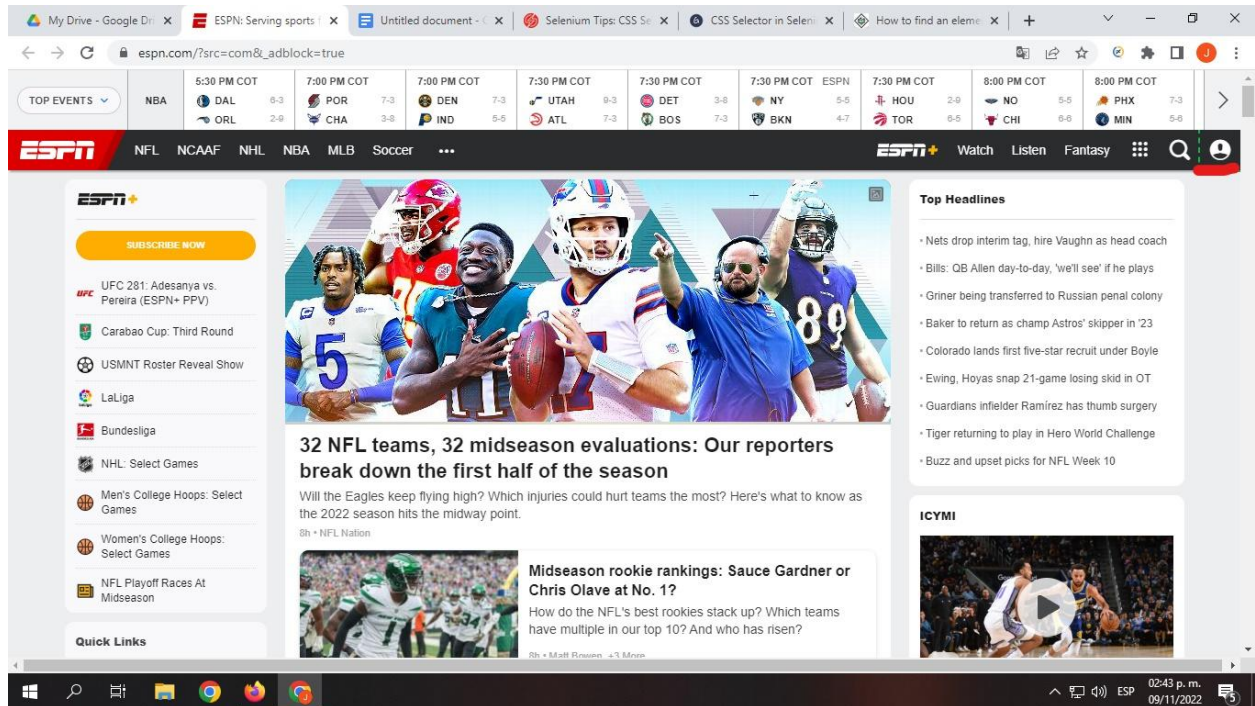 My Drive - Google Dri
ESPN: Serving sports f
Untitled document - G
Selenium Tips: CSS Se
CSS Selector in Seleni
How to find an eleme
espn.com/?src=com&_adblock=true
TOP EVENTS
NBA
5:30 PM COT
DAL 6-3
ORL 2-9
7:00 PM COT
POR 7-3
CHA 3-8
7:00 PM COT
DEN 7-3
IND 5-5
7:30 PM COT
UTAH 9-3
ATL 7-3
7:30 PM COT
DET 3-8
BOS 7-3
7:30 PM COT ESPN
NY 5-5
BKN 4-7
7:30 PM COT
HOU 2-9
TOR 6-5
8:00 PM COT
NO 5-5
CHI 6-6
8:00 PM COT
PHX 7-3
MIN 5-6
ESPN NFL NCAAF NHL NBA MLB Soccer ••• ESPN+ Watch Listen Fantasy
ESPN+
SUBSCRIBE NOW
UFC
UFC 281: Adesanya vs.
Pereira (ESPN+ PPV)
Carabao Cup: Third Round
USMNT Roster Reveal Show
LaLiga
Bundesliga
NHL: Select Games
Men's College Hoops: Select
Games
Women's College Hoops:
Select Games
NFL Playoff Races At
Midseason
Quick Links
5
11
17
89
32 NFL teams, 32 midseason evaluations: Our reporters
break down the first half of the season
Will the Eagles keep flying high? Which injuries could hurt teams the most? Here's what to know as
the 2022 season hits the midway point.
8h • NFL Nation
Midseason rookie rankings: Sauce Gardner or
Chris Olave at No. 1?
How do the NFL's best rookies stack up? Which teams
have multiple in our top 10? And who has risen?
8h • Matt Bowen, +3 More
Top Headlines
• Nets drop interim tag, hire Vaughn as head coach
• Bills: QB Allen day-to-day, 'we'll see' if he plays
• Griner being transferred to Russian penal colony
• Baker to return as champ Astros' skipper in '23
• Colorado lands first five-star recruit under Boyle
• Ewing, Hoyas snap 21-game losing skid in OT
• Guardians infielder Ramírez has thumb surgery
• Tiger returning to play in Hero World Challenge
• Buzz and upset picks for NFL Week 10
ICYMI
ESP
02:43 p. m.
09/11/2022
5